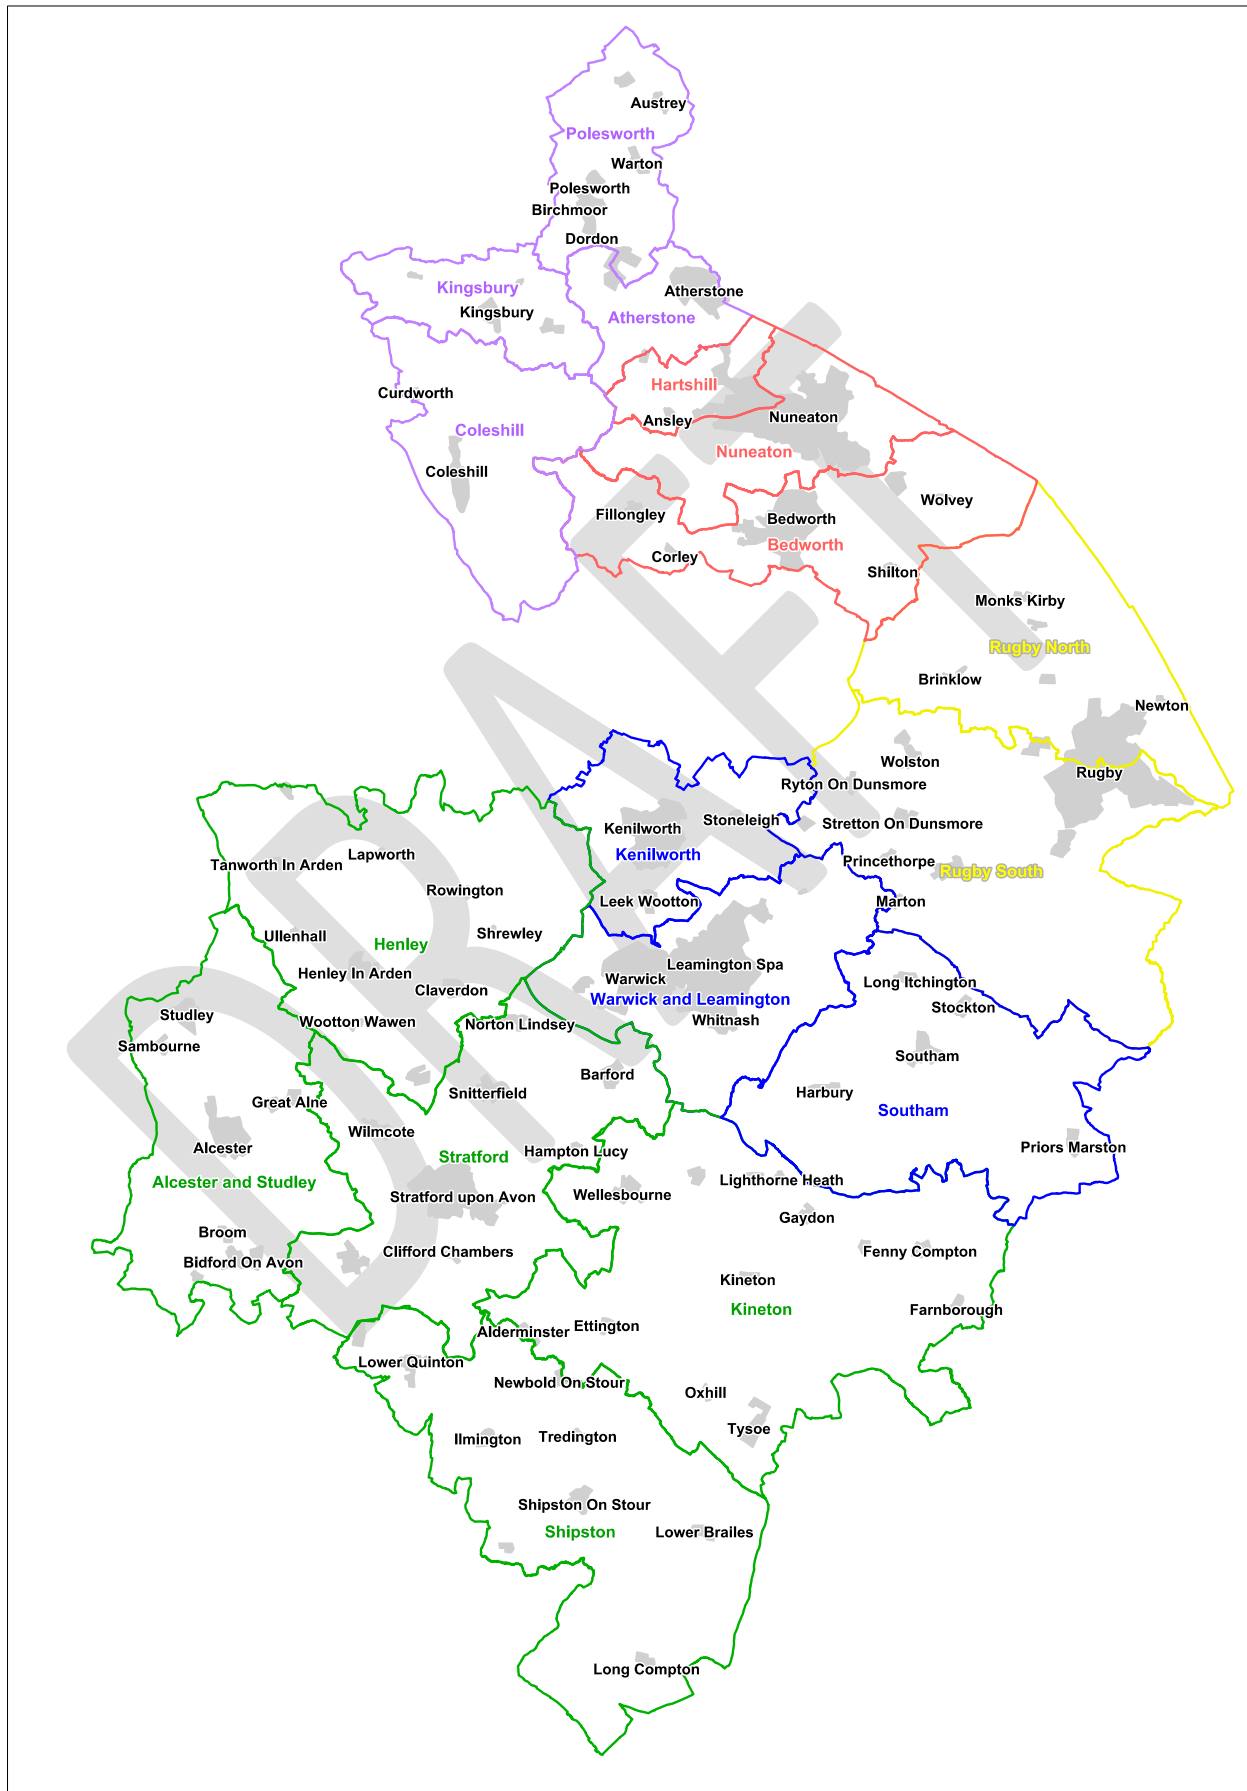 Austrey
Polesworth
Warton
Polesworth
Birchmoor
Dordon
Kingsbury
Atherstone
Kingsbury
Atherstone
Hartshill
Curdworth
Ansley
Nuneaton
Coleshill
Nuneaton
Coleshill
Wolvey
Fillongley
Bedworth
Bedworth
Corley
Shilton
Monks Kirby
Rugby North
Brinklow
Newton
Wolston
Rugby
Ryton On Dunsmore
Stoneleigh
Stretton On Dunsmore
Kenilworth
Kenilworth
Lapworth
Tanworth In Arden
Princethorpe
Rugby South
Rowington
Leek Wootton
Marton
Ullenhall
Shrewley
Henley
Leamington Spa
Henley In Arden
Warwick
Long Itchington
Claverdon
Warwick and Leamington
Stockton
Studley
Wootton Wawen
Norton Lindsey
Whitnash
Sambourne
Southam
Barford
Snitterfield
Harbury
Great Alne
Southam
Wilmcote
Alcester
Hampton Lucy
Priors Marston
Stratford
Alcester and Studley
Lighthorne Heath
Stratford upon Avon
Wellesbourne
Gaydon
Broom
Clifford Chambers
Fenny Compton
Bidford On Avon
Kineton
Kineton
Farnborough
Alderminster
Ettington
Lower Quinton
Newbold On Stour
Oxhill
Tysoe
Ilmington
Tredington
Shipston On Stour
Shipston
Lower Brailes
Long Compton
DRAFT